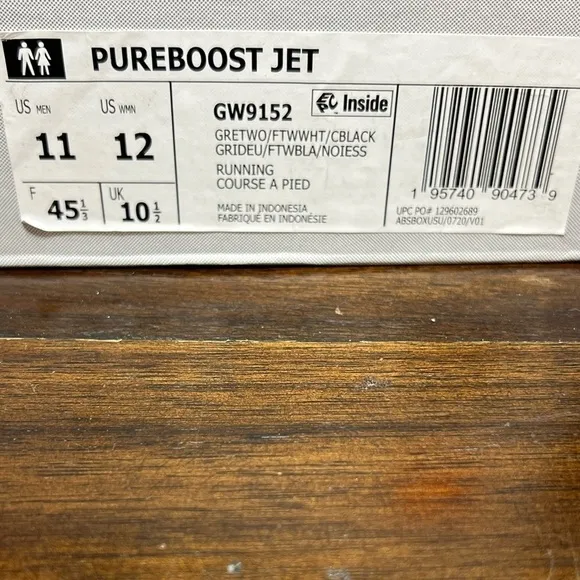 PUREBOOST JET
US MEN US WMN
11 12
F UK
45 1/3 10 1/2
GW9152
Inside
GRETWO/FTWWHT/CBLACK
GRIDEU/FTWBLA/NOIESS
RUNNING
COURSE A PIED
MADE IN INDONESIA
FABRIQUÉ EN INDONÉSIE
1 95740 90473 9
UPC PO# 129602689
ABSBOXUSU/0720/V01